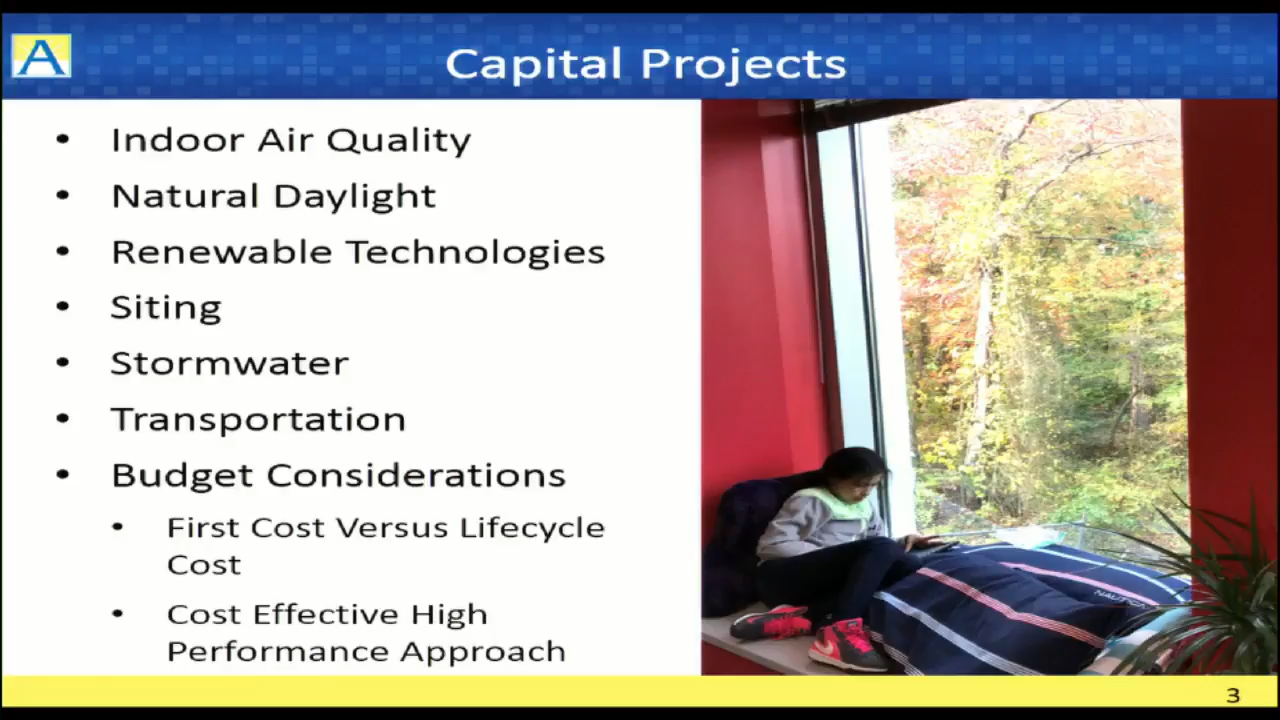 A
Capital Projects
• Indoor Air Quality
• Natural Daylight
• Renewable Technologies
• Siting
• Stormwater
• Transportation
• Budget Considerations
• First Cost Versus Lifecycle
Cost
• Cost Effective High
Performance Approach
NAUTICA
3